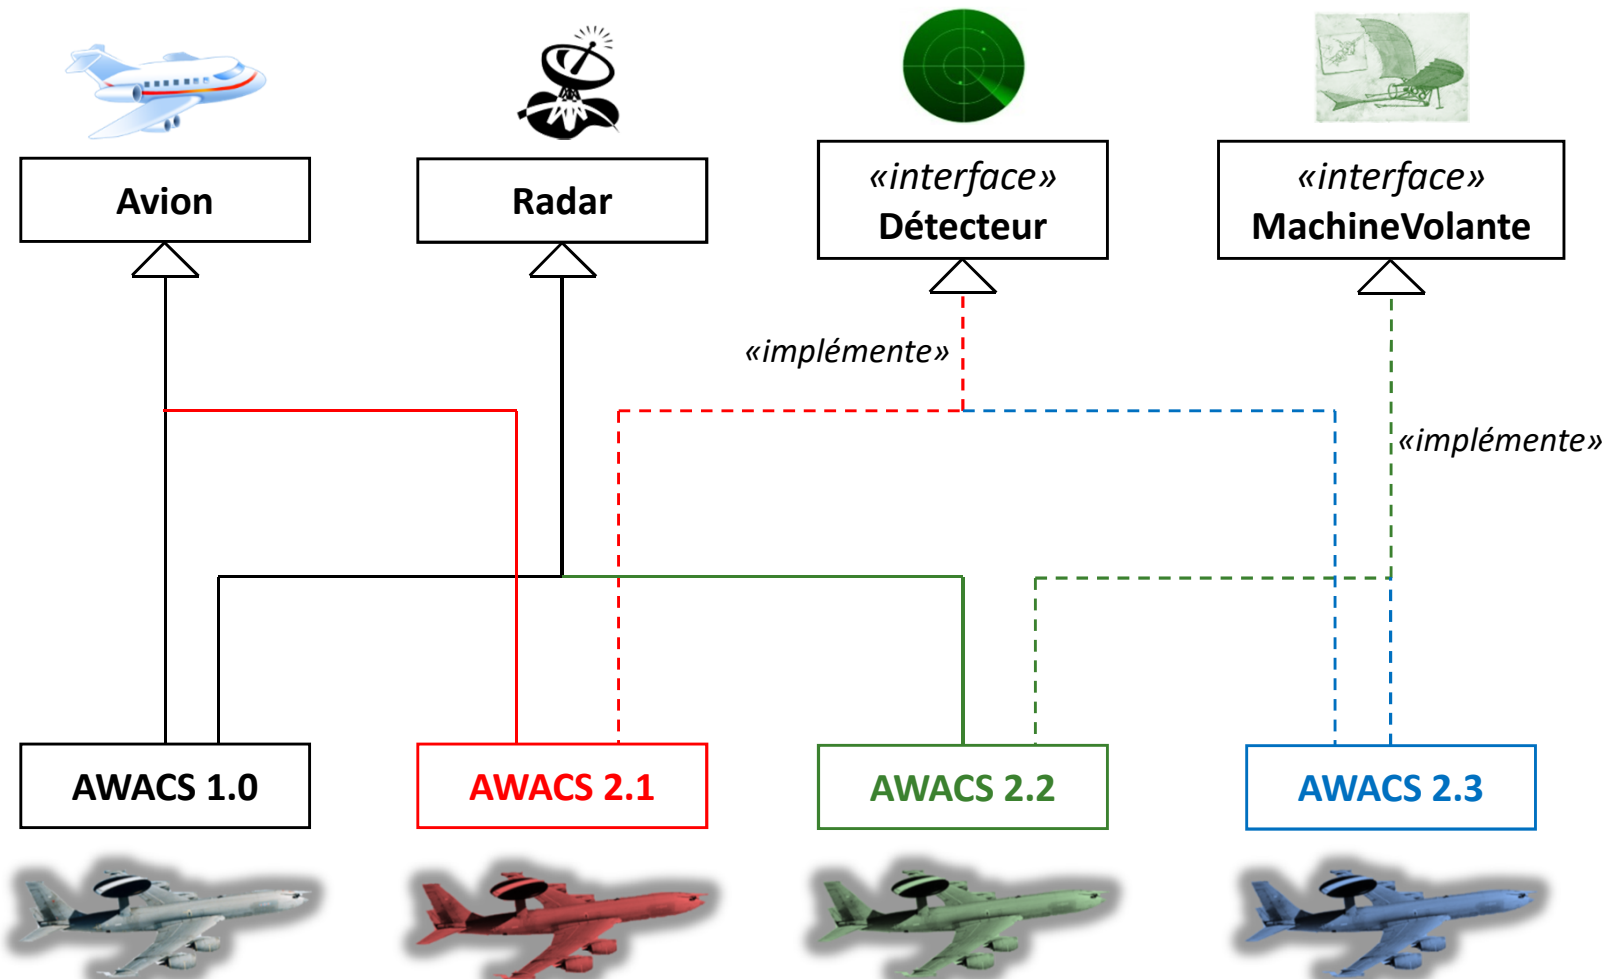 Avion
Radar
«interface»
Détecteur
«interface»
MachineVolante
«implémente»
«implémente»
AWACS 1.0
AWACS 2.1
AWACS 2.2
AWACS 2.3